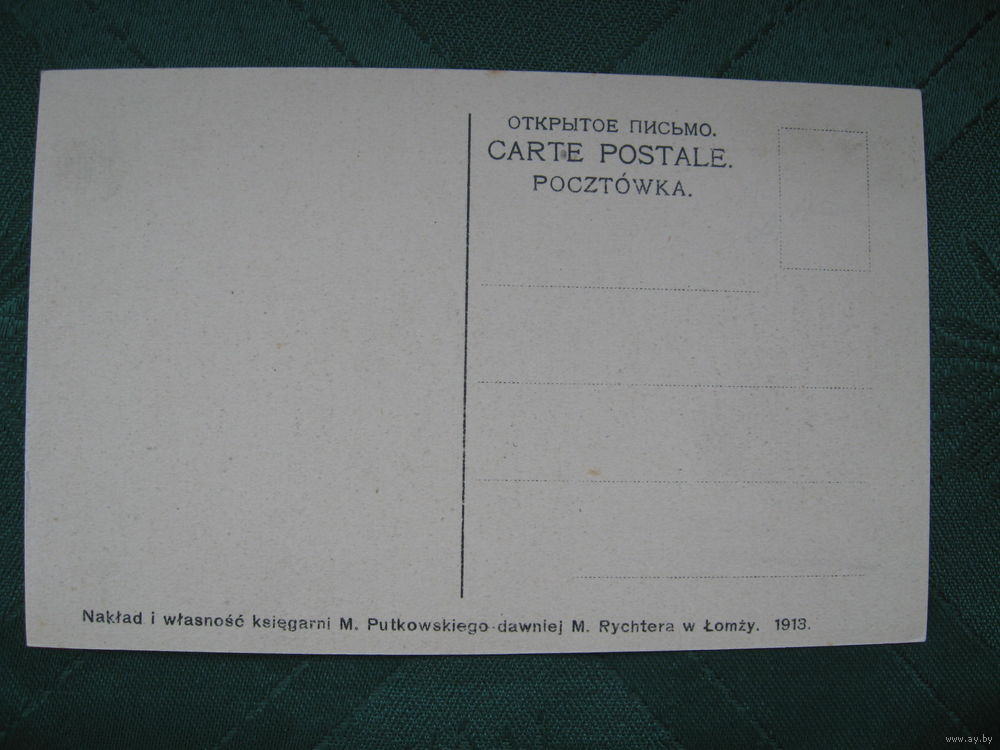 ОТКРЫТОЕ ПИСЬМО.
CARTE POSTALE.
POCZTÓWKA.
Nakład i własność księgarni M. Putkowskiego dawniej M. Rychtera w Łomży. 1913.
www.ay.by